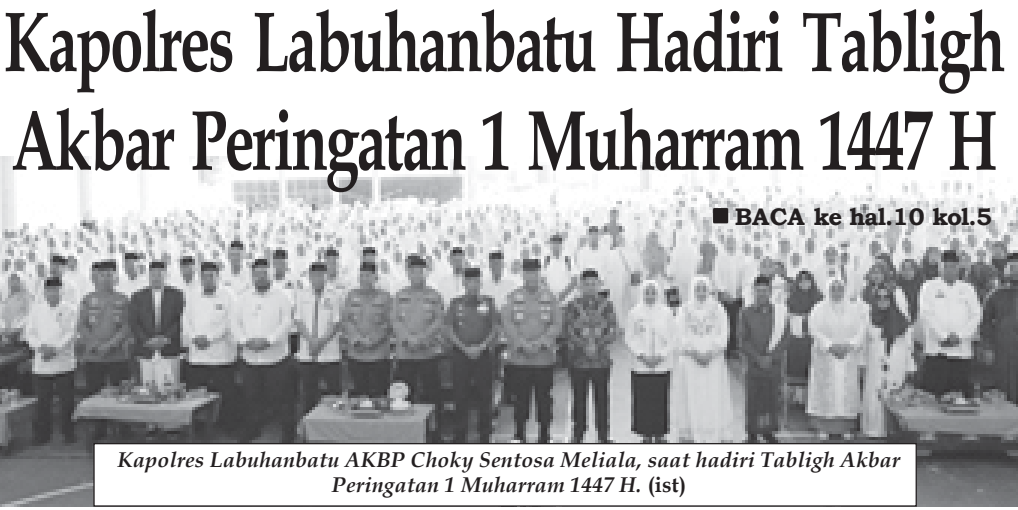 Kapolres Labuhanbatu Hadiri Tabligh
Akbar Peringatan 1 Muharram 1447 H
■ BACA ke hal.10 kol.5
Kapolres Labuhanbatu AKBP Choky Sentosa Meliala, saat hadiri Tabligh Akbar
Peringatan 1 Muharram 1447 H. (ist)